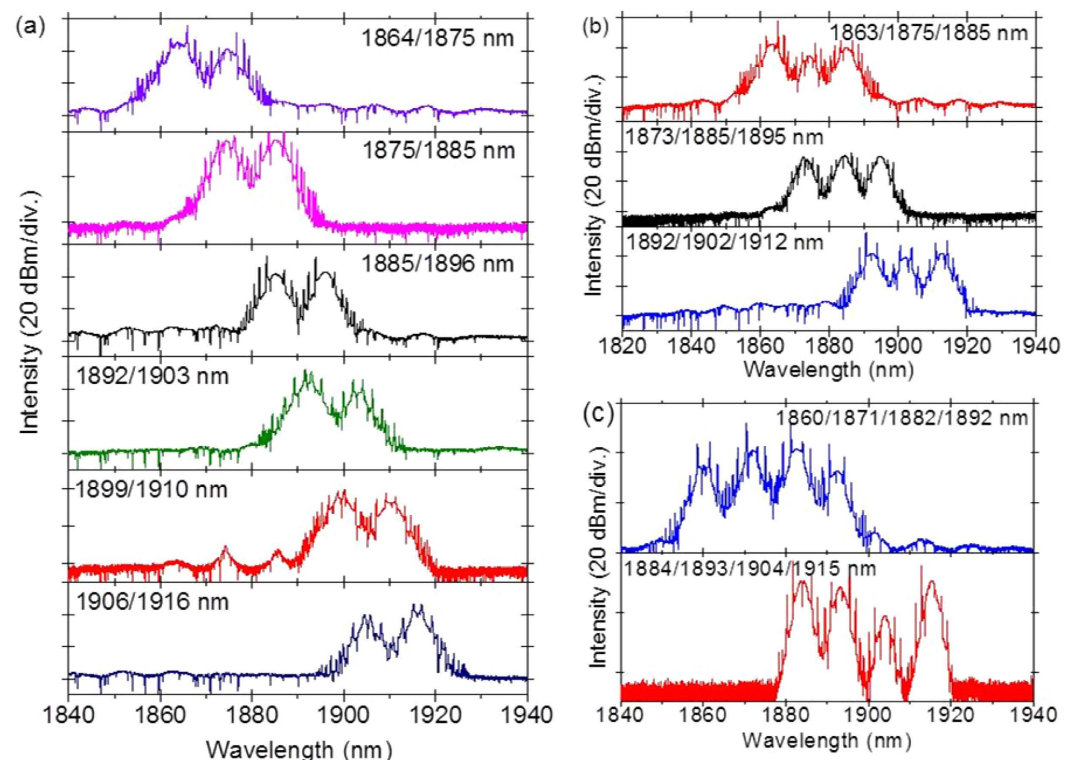 (a)
1864/1875 nm
1875/1885 nm
1885/1896 nm
1892/1903 nm
1899/1910 nm
1906/1916 nm
Intensity (20 dBm/div.)
1840 1860 1880 1900 1920 1940
Wavelength (nm)
(b)
1863/1875/1885 nm
1873/1885/1895 nm
1892/1902/1912 nm
Intensity (20 dBm/div.)
1820 1840 1860 1880 1900 1920 1940
Wavelength (nm)
(c)
1860/1871/1882/1892 nm
1884/1893/1904/1915 nm
Intensity (20 dBm/div.)
1840 1860 1880 1900 1920 1940
Wavelength (nm)